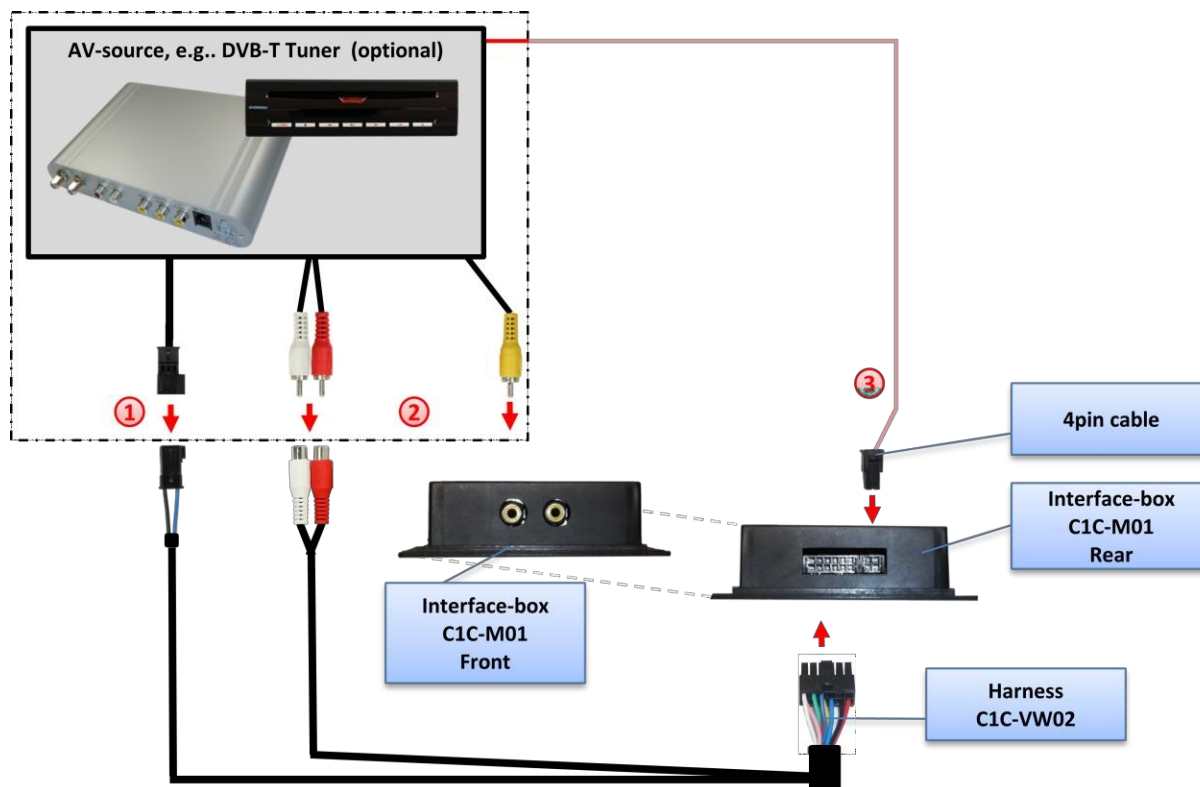 AV-source, e.g.. DVB-T Tuner (optional)
1
2
3
4pin cable
Interface-box
C1C-M01
Rear
Interface-box
C1C-M01
Front
Harness
C1C-VW02